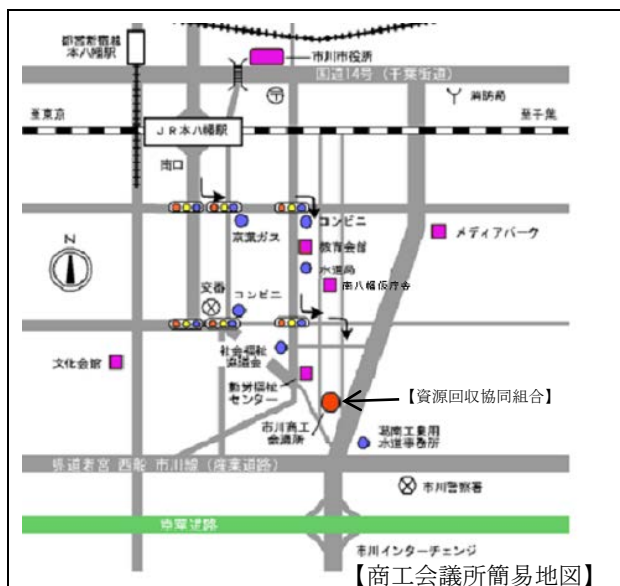 都営新宿線
本八幡駅
市川市役所
国道14号 (千葉街道)
消防局
至東京
至千葉
JR本八幡駅
南口
コンビニ
京葉ガス
教育会館
メディアパーク
N
水道局
南八幡仮庁舎
交番
コンビニ
社会福祉
協議会
文化会館
勤労福祉
センター
【資源回収協同組合】
市川商工
会議所
葛南工業用
水道事務所
県道若宮 西船 市川線 (産業道路)
市川警察署
市川インターチェンジ
【商工会議所簡易地図】